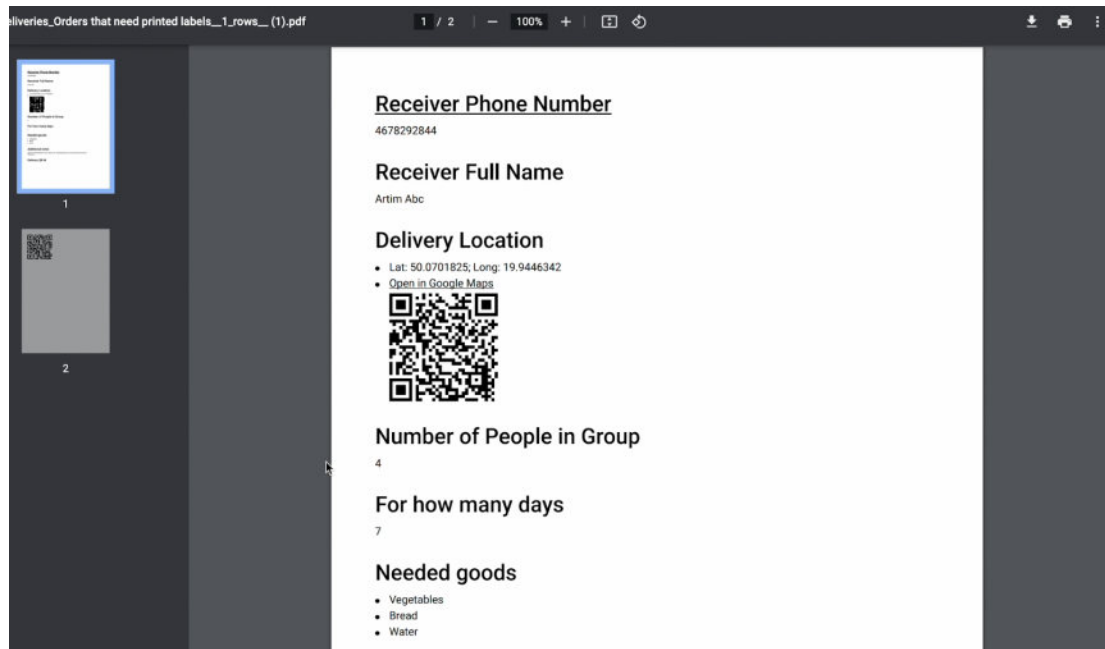 eliveries_Orders that need printed labels__1_rows__ (1).pdf
1 / 2
100%
1
2
Receiver Phone Number
4678292844
Receiver Full Name
Artim Abc
Delivery Location
Lat: 50.0701825; Long: 19.9446342
Open in Google Maps
Number of People in Group
4
For how many days
7
Needed goods
Vegetables
Bread
Water